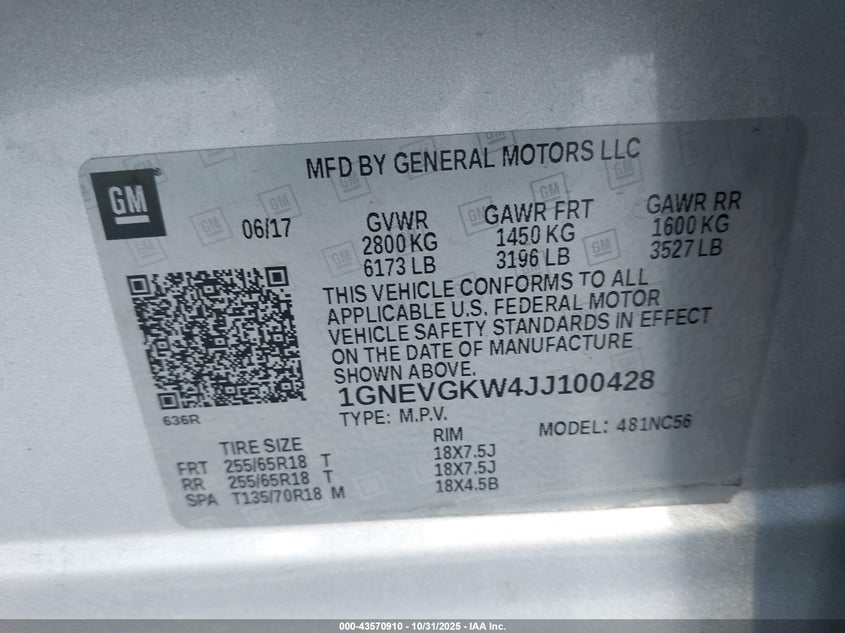 GM®
MFD BY GENERAL MOTORS LLC
06/17 GVWR GAWR FRT GAWR RR
2800 KG 1450 KG 1600 KG
6173 LB 3196 LB 3527 LB
THIS VEHICLE CONFORMS TO ALL
APPLICABLE U.S. FEDERAL MOTOR
VEHICLE SAFETY STANDARDS IN EFFECT
ON THE DATE OF MANUFACTURE
SHOWN ABOVE.
1GNEVGKW4JJ100428
636R
TYPE: M.P.V. MODEL: 481NC56
TIRE SIZE RIM
FRT 255/65R18 T 18X7.5J
RR 255/65R18 T 18X7.5J
SPA T135/70R18 M 18X4.5B
000-43570910 - 10/31/2025 - IAA Inc.